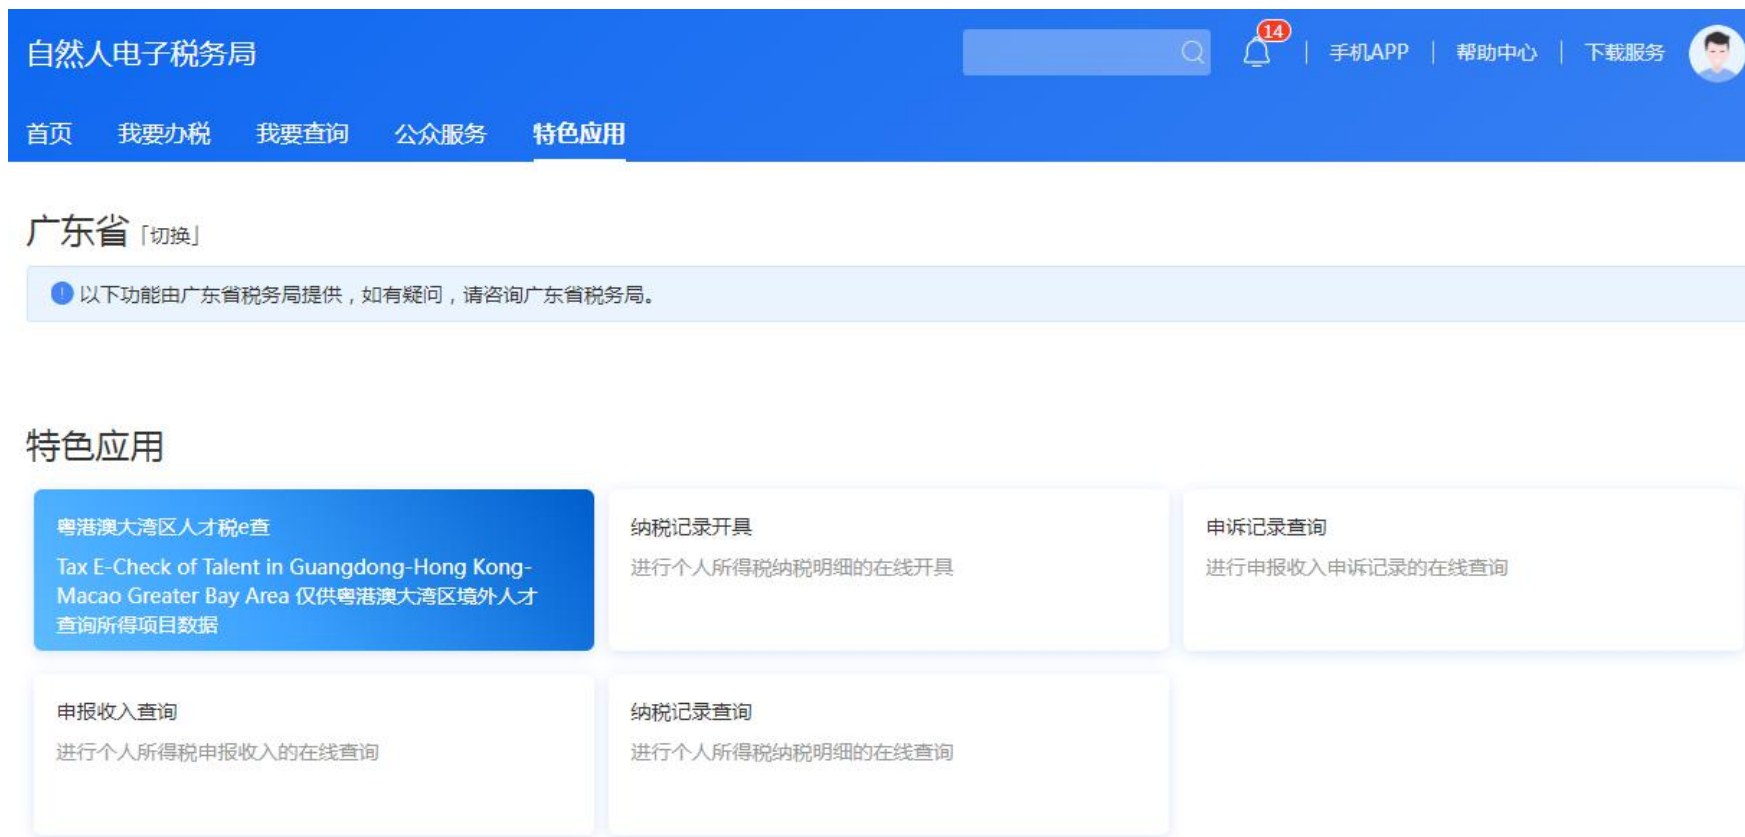 自然人电子税务局
14
手机APP
帮助中心
下载服务
首页 我要办税 我要查询 公众服务 特色应用
广东省「切换」
以下功能由广东省税务局提供，如有疑问，请咨询广东省税务局。
特色应用
粤港澳大湾区人才税e查
Tax E-Check of Talent in Guangdong-Hong Kong-
Macao Greater Bay Area 仅供粤港澳大湾区境外人才
查询所得项目数据
纳税记录开具
进行个人所得税纳税明细的在线开具
申诉记录查询
进行申报收入申诉记录的在线查询
申报收入查询
进行个人所得税申报收入的在线查询
纳税记录查询
进行个人所得税纳税明细的在线查询